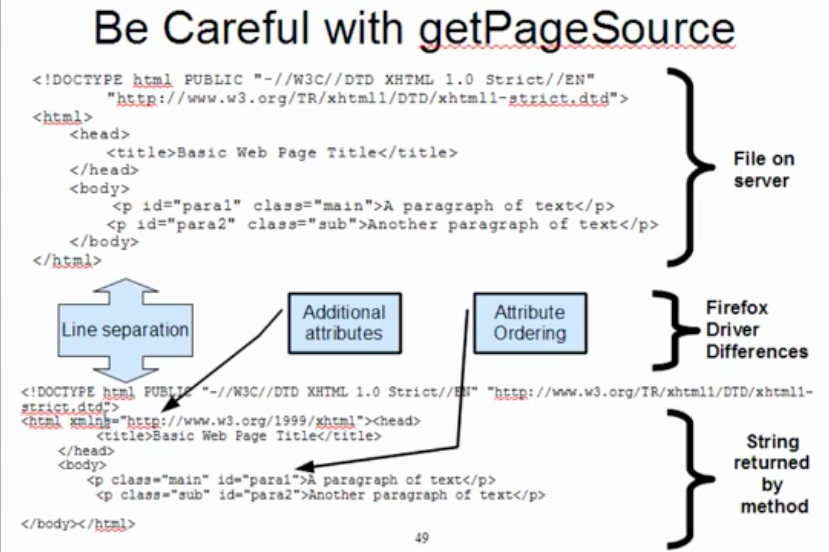 Be Careful with getPageSource
<!DOCTYPE html PUBLIC "-//W3C//DTD XHTML 1.0 Strict//EN"
"http://www.w3.org/TR/xhtml1/DTD/xhtml1-strict.dtd">
<html>
<head>
<title>Basic Web Page Title</title>
</head>
<body>
<p id="para1" class="main">A paragraph of text</p>
<p id="para2" class="sub">Another paragraph of text</p>
</body>
</html>
File on
server
Line separation
Additional
attributes
Attribute
Ordering
Firefox
Driver
Differences
<!DOCTYPE html PUBLIC "-//W3C//DTD XHTML 1.0 Strict//EN" "http://www.w3.org/TR/xhtml1/DTD/xhtml1-
strict.dtd">
<html xmlns="http://www.w3.org/1999/xhtml"><head>
<title>Basic Web Page Title</title>
</head>
<body>
<p class="main" id="para1">A paragraph of text</p>
<p class="sub" id="para2">Another paragraph of text</p>
</body></html>
String
returned
by
method
49